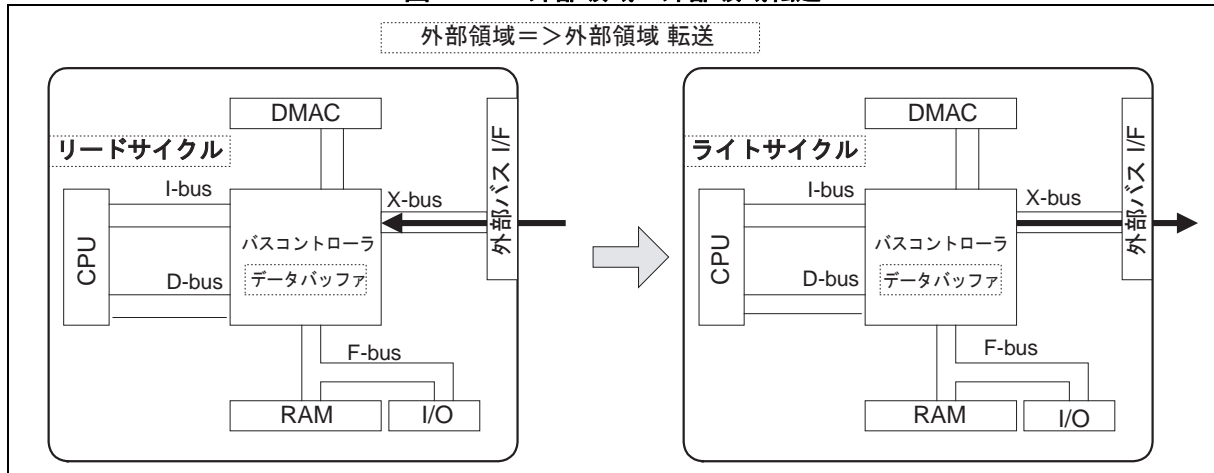 外部領域＝＞外部領域 転送
リードサイクル
DMAC
I-bus
X-bus
外部バス I/F
CPU
バスコントローラ
データバッファ
D-bus
F-bus
RAM
I/O
ライトサイクル
DMAC
I-bus
X-bus
外部バス I/F
CPU
バスコントローラ
データバッファ
D-bus
F-bus
RAM
I/O